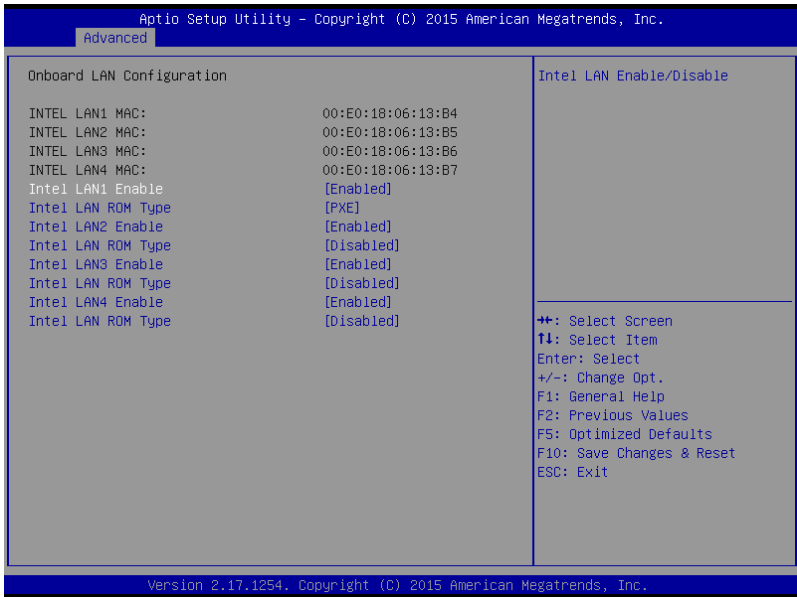 Aptio Setup Utility – Copyright (C) 2015 American Megatrends, Inc.
Advanced
Onboard LAN Configuration
INTEL LAN1 MAC: 00:E0:18:06:13:B4
INTEL LAN2 MAC: 00:E0:18:06:13:B5
INTEL LAN3 MAC: 00:E0:18:06:13:B6
INTEL LAN4 MAC: 00:E0:18:06:13:B7
Intel LAN1 Enable [Enabled]
Intel LAN ROM Type [PXE]
Intel LAN2 Enable [Enabled]
Intel LAN ROM Type [Disabled]
Intel LAN3 Enable [Enabled]
Intel LAN ROM Type [Disabled]
Intel LAN4 Enable [Enabled]
Intel LAN ROM Type [Disabled]
Intel LAN Enable/Disable
→←: Select Screen
↑↓: Select Item
Enter: Select
+/-: Change Opt.
F1: General Help
F2: Previous Values
F5: Optimized Defaults
F10: Save Changes & Reset
ESC: Exit
Version 2.17.1254. Copyright (C) 2015 American Megatrends, Inc.